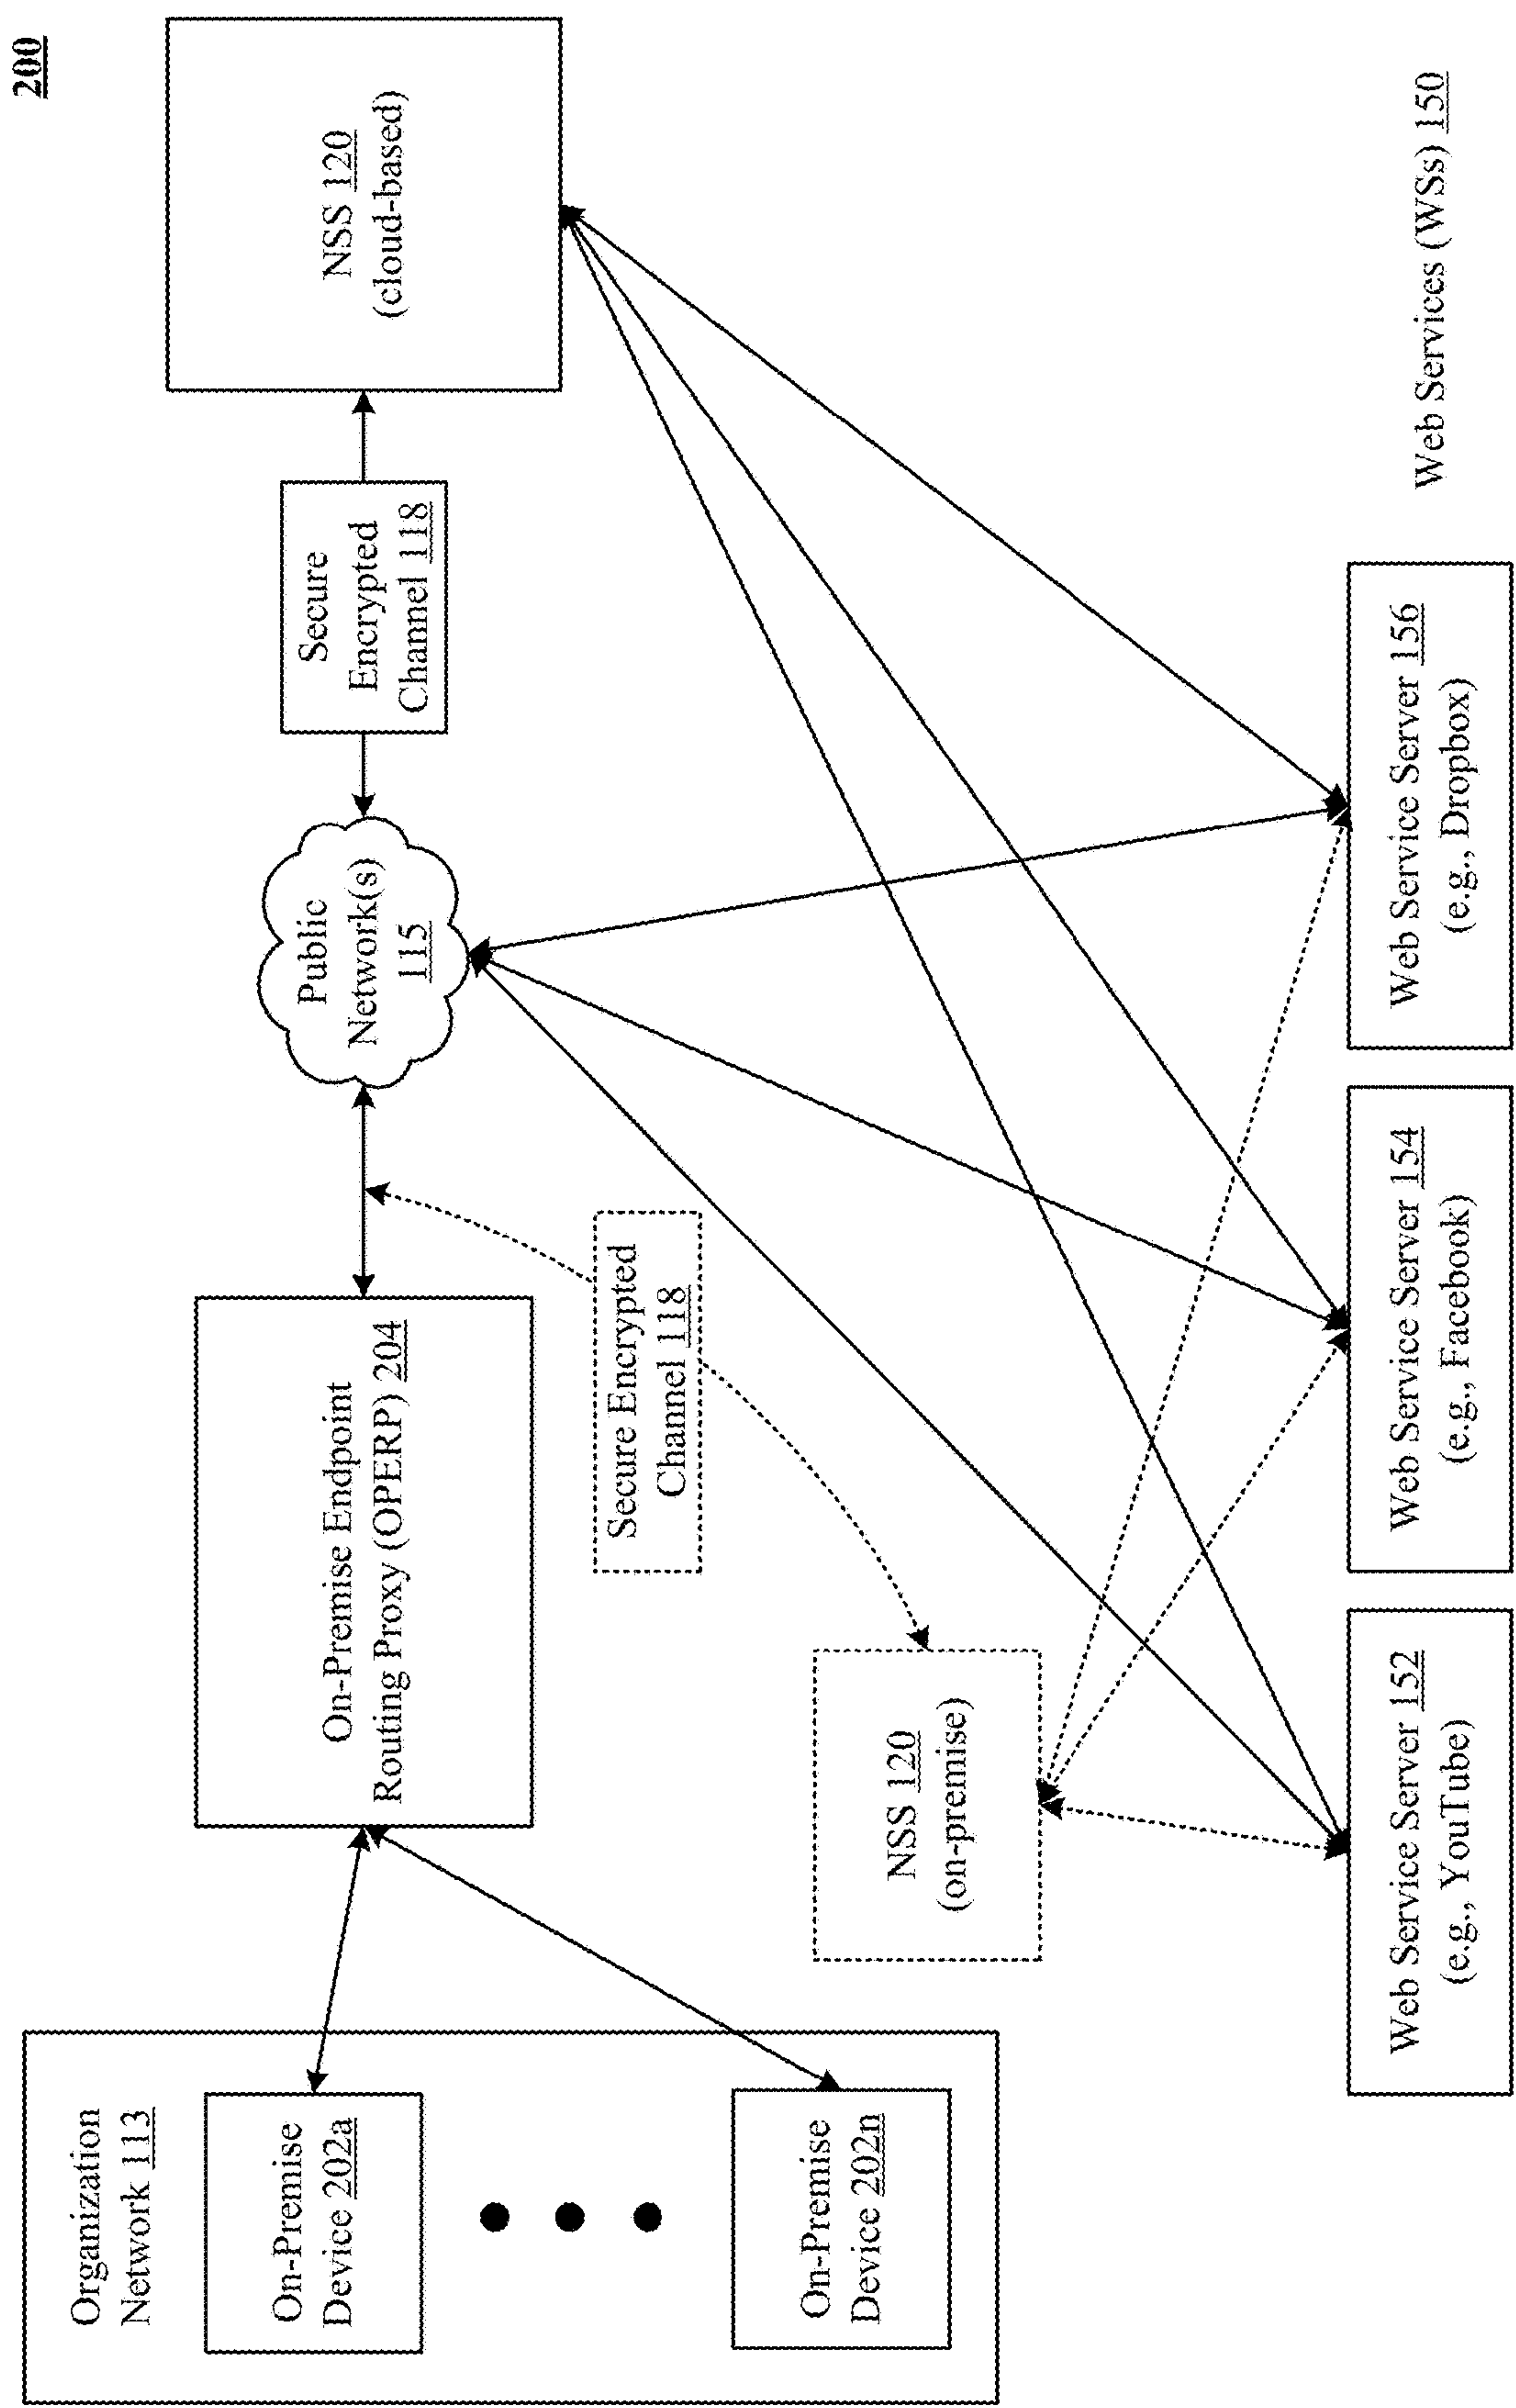 200
Organization
Network 113
On-Premise
Device 202a
On-Premise
Device 202n
On-Premise Endpoint
Routing Proxy (OPERP) 204
Public
Network(s)
115
Secure
Encrypted
Channel 118
NSS 120
(cloud-based)
Secure Encrypted
Channel 118
NSS 120
(on-premise)
Web Service Server 152
(e.g., YouTube)
Web Service Server 154
(e.g., Facebook)
Web Service Server 156
(e.g., Dropbox)
Web Services (WSs) 150